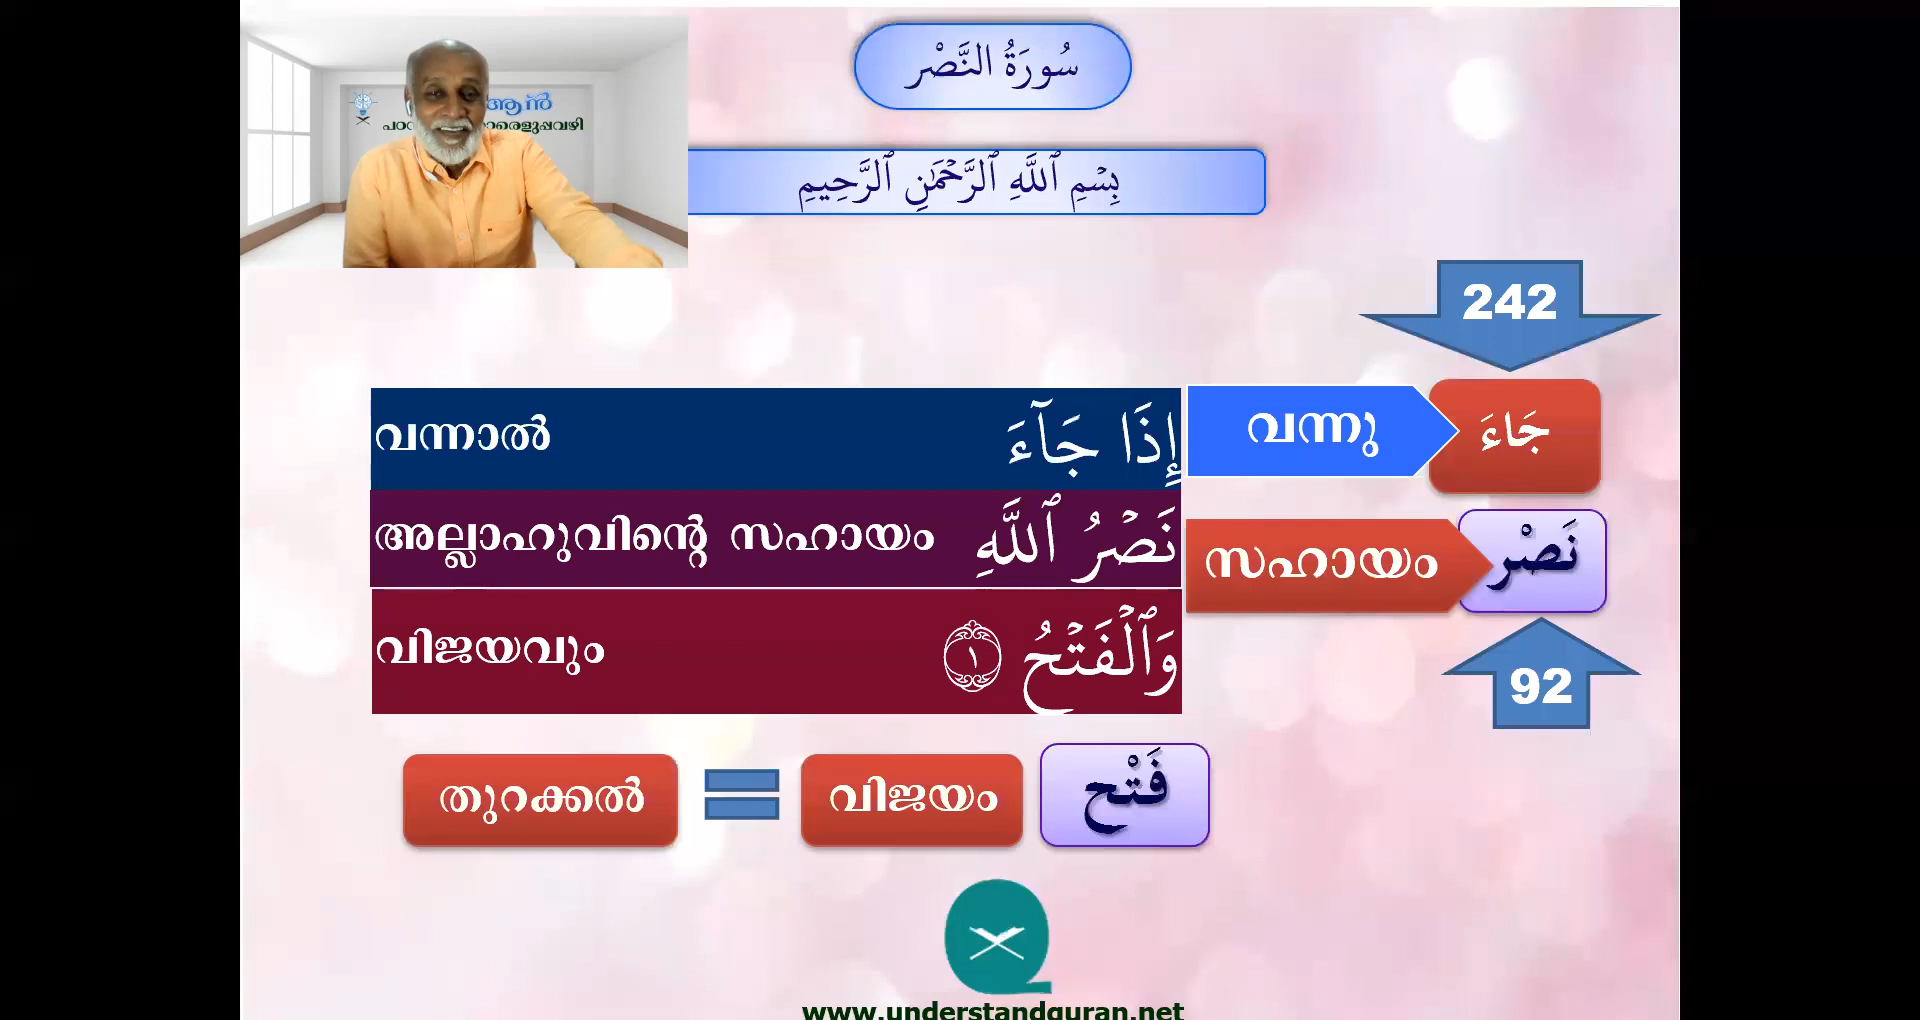 سُورَةُ النَّصْر
ആൻ
بِسۡمِ ٱللَّهِ ٱلرَّحۡمَٰنِ ٱلرَّحِيمِ
242
വന്നാൽ إِذَا جَآءَ വന്നു جَاءَ
അല്ലാഹുവിന്റെ സഹായം نَصۡرُ ٱللَّهِ സഹായം نَصْر
വിജയവും وَٱلۡفَتۡحُ ١
92
തുറക്കൽ = വിജയം فَتْح
www.understandquran.net